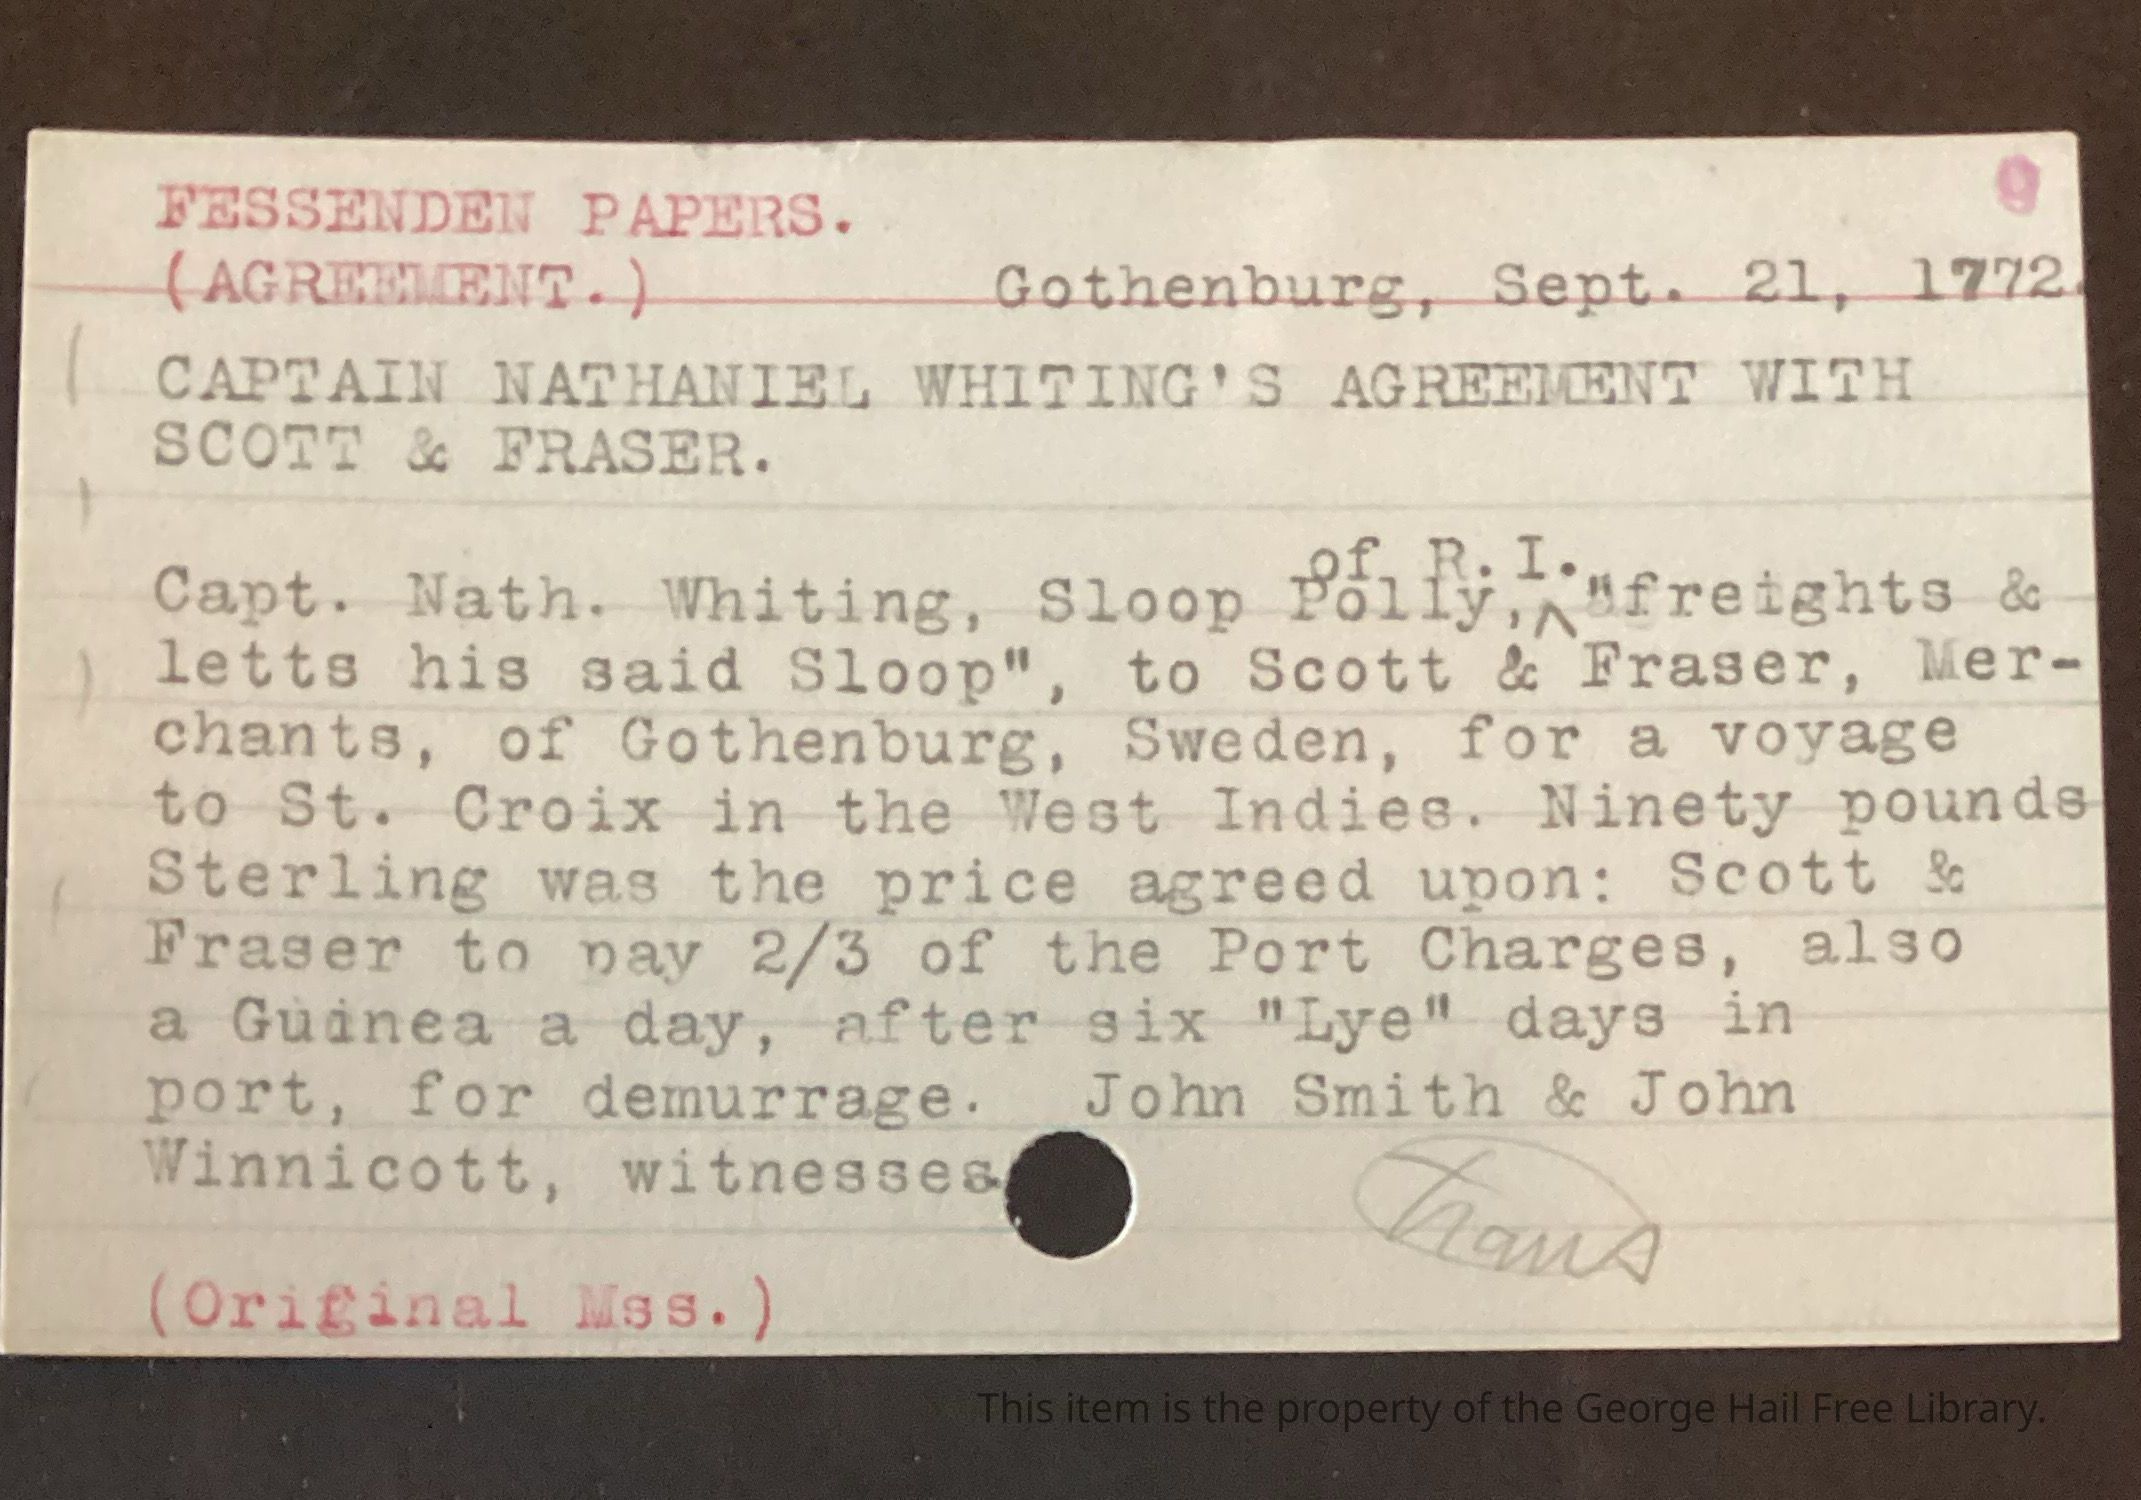 9
FESSENDEN PAPERS.
(AGREEMENT.) Gothenburg, Sept. 21, 1772.
CAPTAIN NATHANIEL WHITING'S AGREEMENT WITH
SCOTT & FRASER.
of R.I.
Capt. Nath. Whiting, Sloop Polly,^ "freights &
letts his said Sloop", to Scott & Fraser, Mer-
chants, of Gothenburg, Sweden, for a voyage
to St. Croix in the West Indies. Ninety pounds
Sterling was the price agreed upon: Scott &
Fraser to pay 2/3 of the Port Charges, also
a Guinea a day, after six "Lye" days in
port, for demurrage. John Smith & John
Winnicott, witnesses.
Trans
(Original Mss.)
This item is the property of the George Hail Free Library.